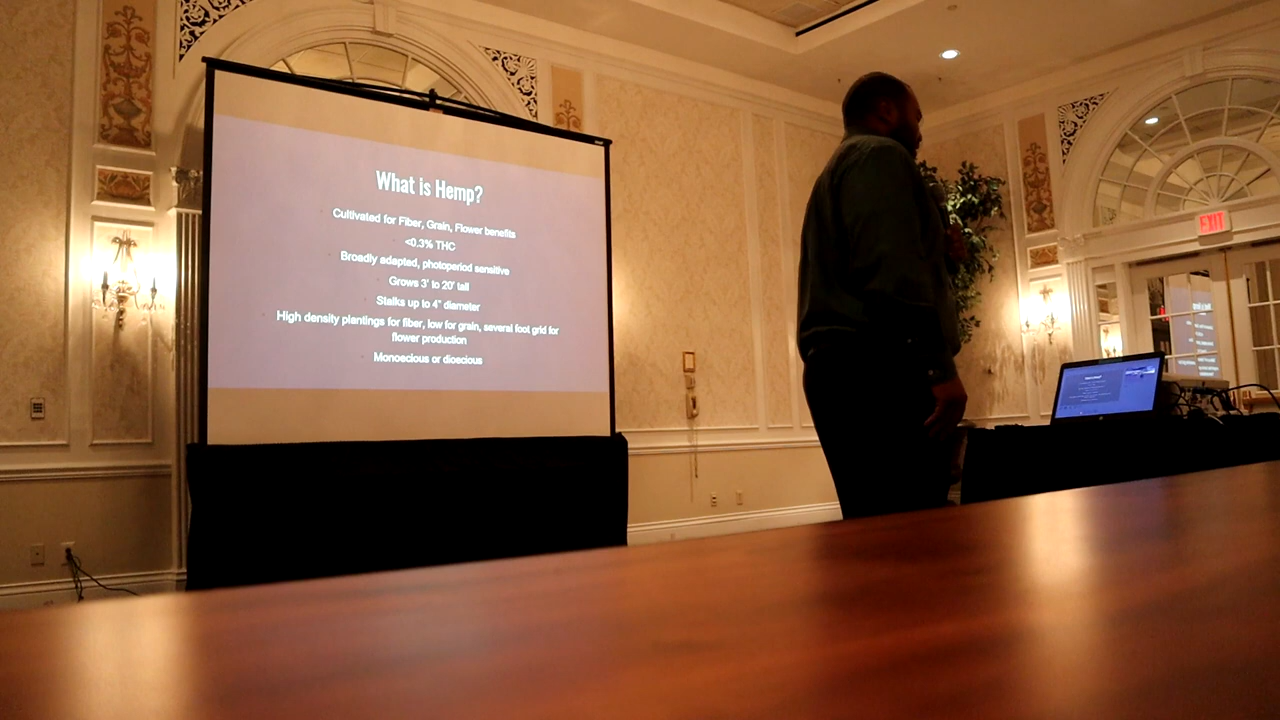 What is Hemp?
Cultivated for Fiber, Grain, Flower benefits
<0.3% THC
Broadly adapted, photoperiod sensitive
Grows 3' to 20' tall
Stalks up to 4" diameter
High density plantings for fiber, low for grain, several foot grid for
flower production
Monoecious or dioecious
EXIT